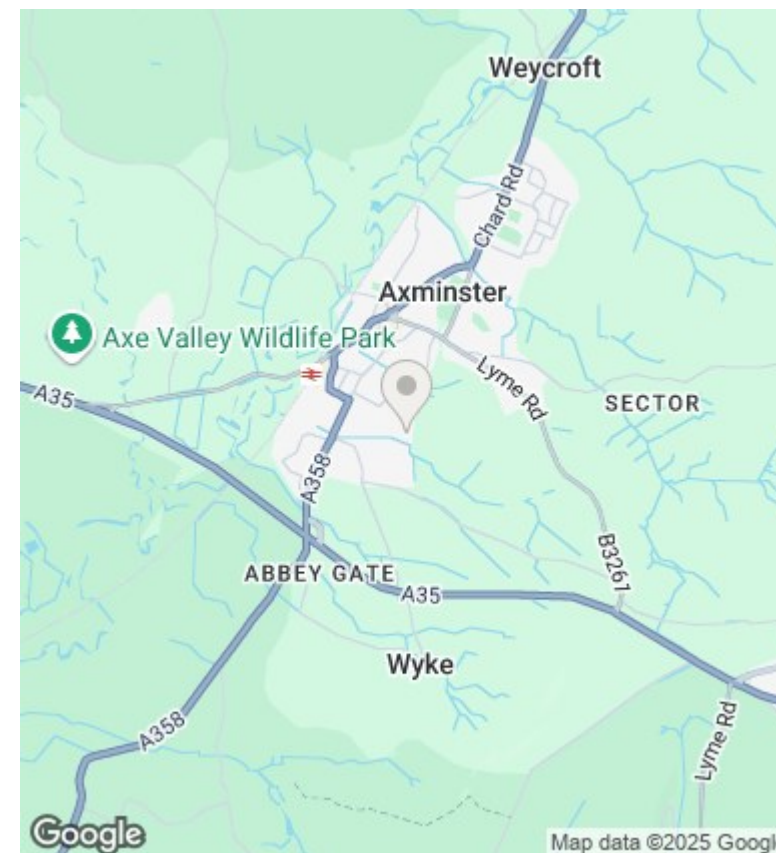 Weycroft
Chard Rd
Axminster
Axe Valley Wildlife Park
Lyme Rd
A35
SECTOR
A358
B3261
ABBEY GATE
A35
Wyke
A358
Lyme Rd
Google
Map data ©2025 Googl